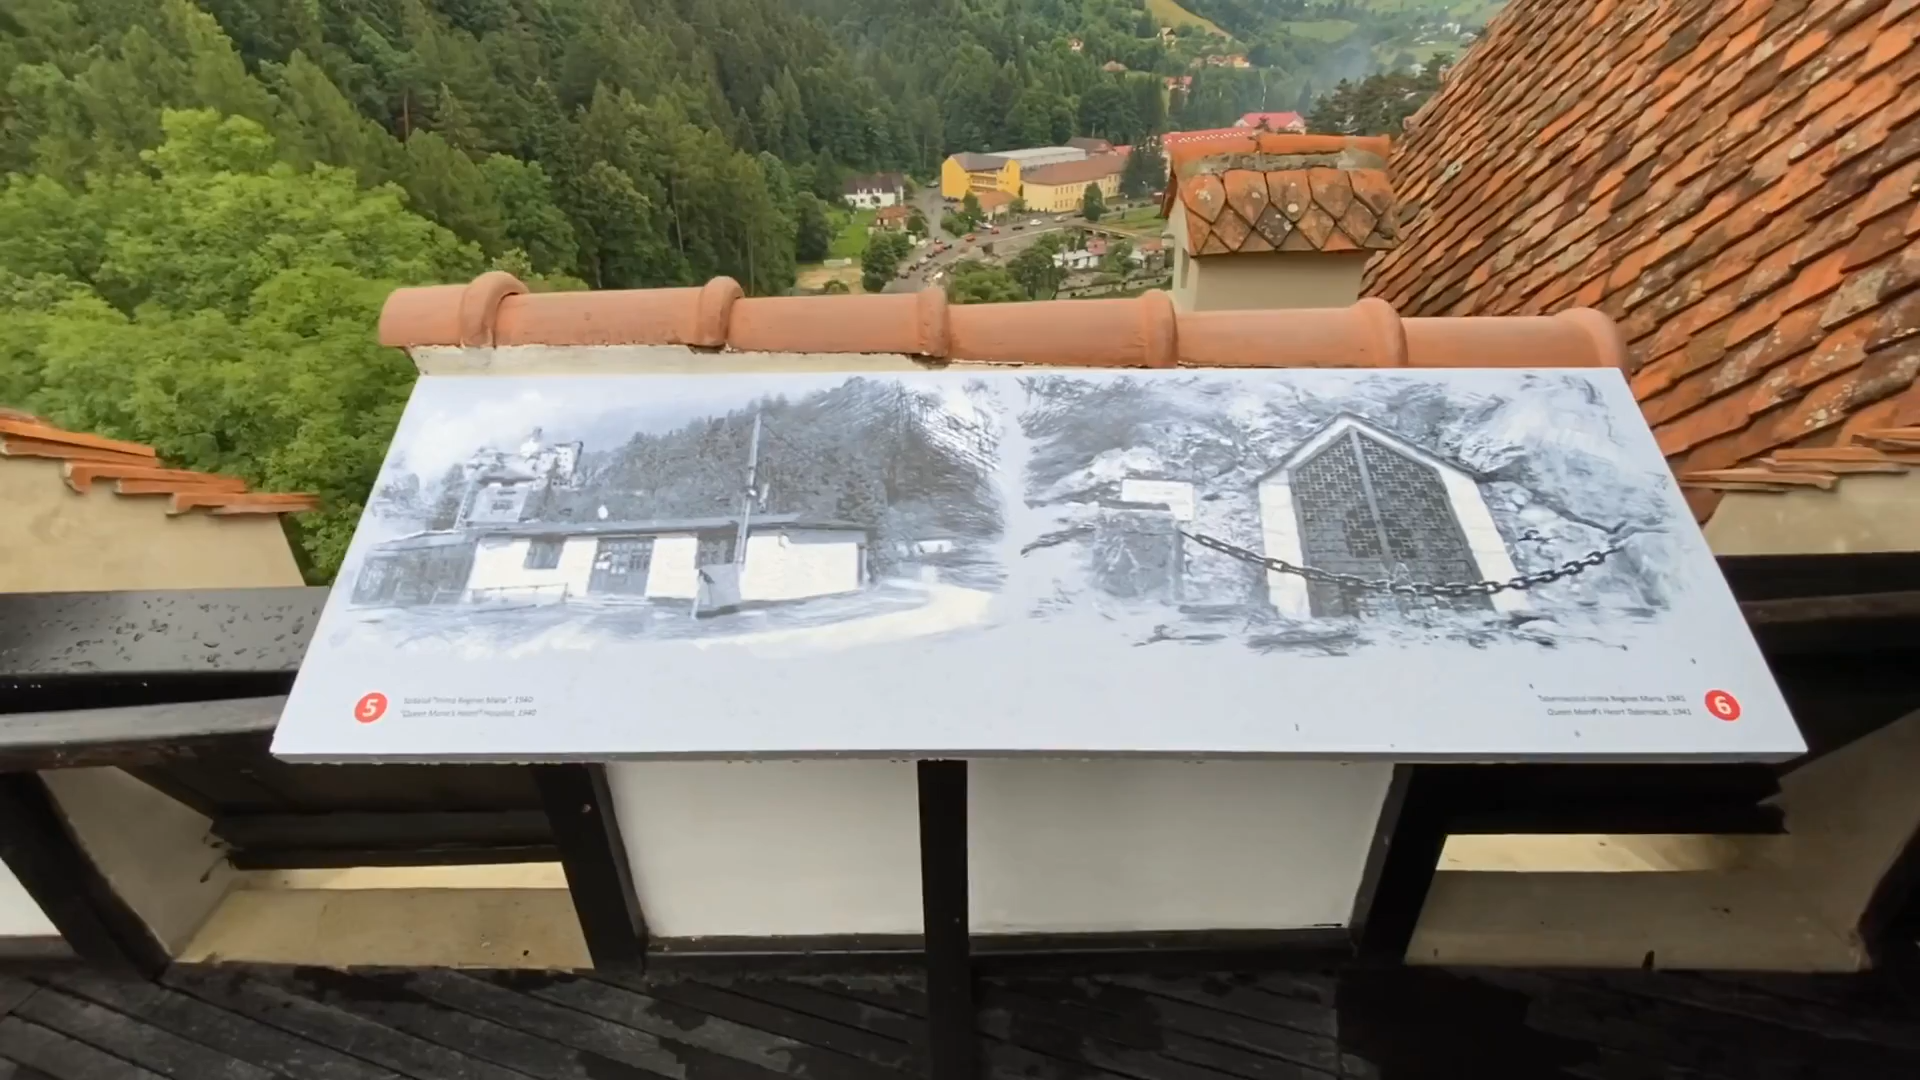 5
Spitalul "Inima Reginei Maria", 1940
"Queen Marie's Heart" Hospital, 1940
Tabernacolul Inima Reginei Maria, 1941
Queen Marie's Heart Tabernacle, 1941
6